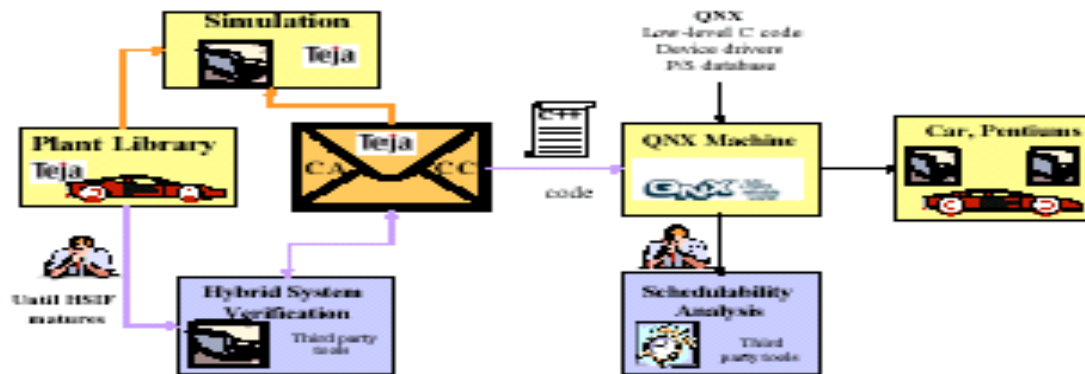 Simulation
Teja
Plant Library
Teja
Teja
CA CC
C++
code
QNX
Low-level C code
Device drivers
P/S database
QNX Machine
QNX
Car, Pentiums
Until HSIF
matures
Hybrid System
Verification
Third party
tools
Schedulability
Analysis
Third
party tools